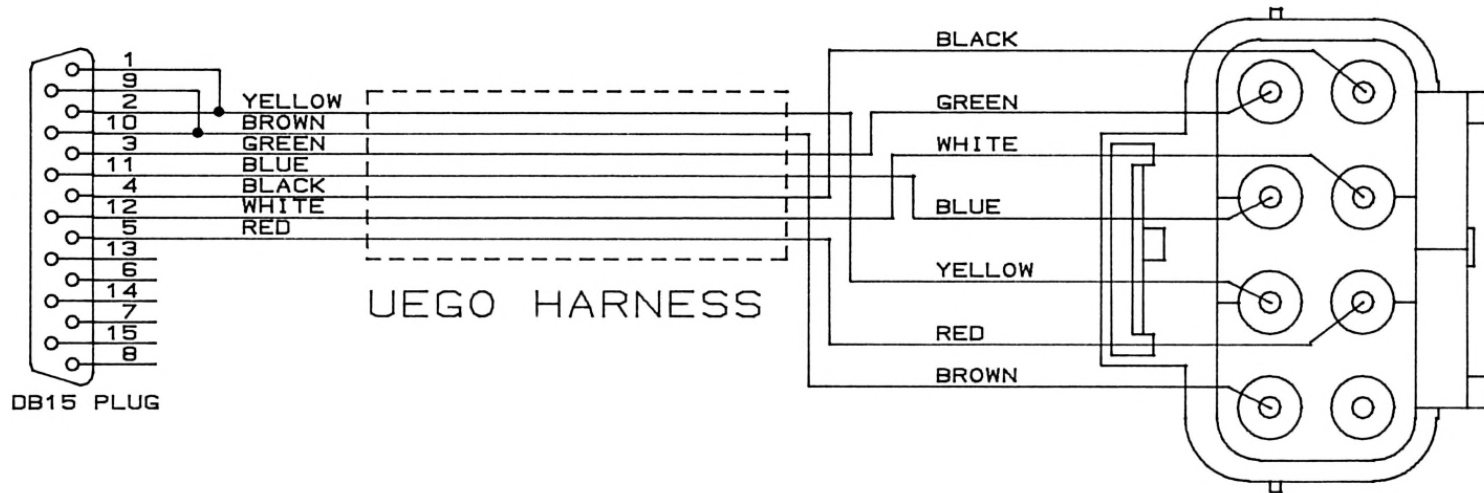 1
9
2 YELLOW
10 BROWN
3 GREEN
11 BLUE
4 BLACK
12 WHITE
5 RED
13
6
14
7
15
8
DB15 PLUG
UEGO HARNESS
BLACK
GREEN
WHITE
BLUE
YELLOW
RED
BROWN